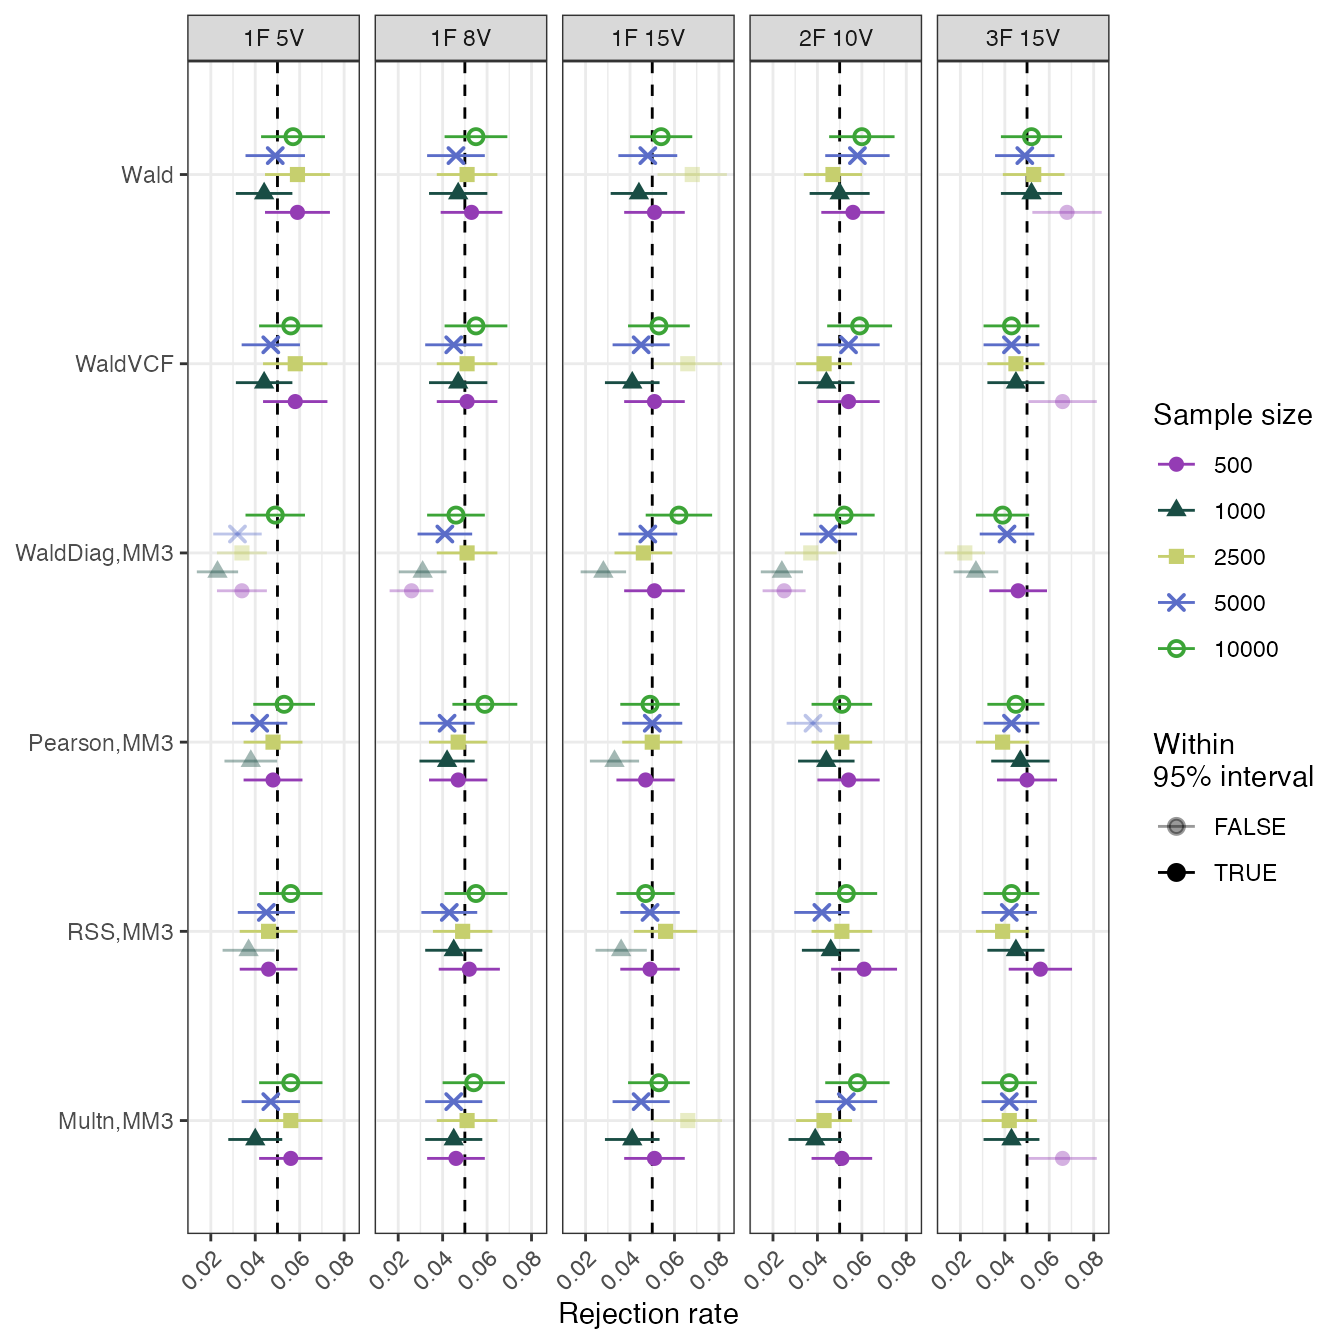 1F 5V
1F 8V
1F 15V
2F 10V
3F 15V
Wald
WaldVCF
WaldDiag,MM3
Pearson,MM3
RSS,MM3
Multn,MM3
0.02 0.04 0.06 0.08
0.02 0.04 0.06 0.08
0.02 0.04 0.06 0.08
0.02 0.04 0.06 0.08
0.02 0.04 0.06 0.08
Rejection rate
Sample size
500
1000
2500
5000
10000
Within
95% interval
FALSE
TRUE